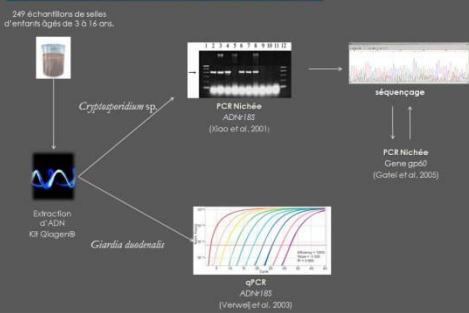 249 échantillons de selles
d'enfants âgés de 3 à 16 ans.
1 2 3 4 5 6 7 8 9 10 11 12
Cryptosporidium sp.
PCR Nichée
ADNr18S
(Xiao et al, 2001)
séquençage
PCR Nichée
Gene gp60
(Gatei et al, 2005)
Extraction
d'ADN
Kit Qiagen®
Giardia duodenalis
qPCR
ADNr18S
(Verweij et al, 2003)